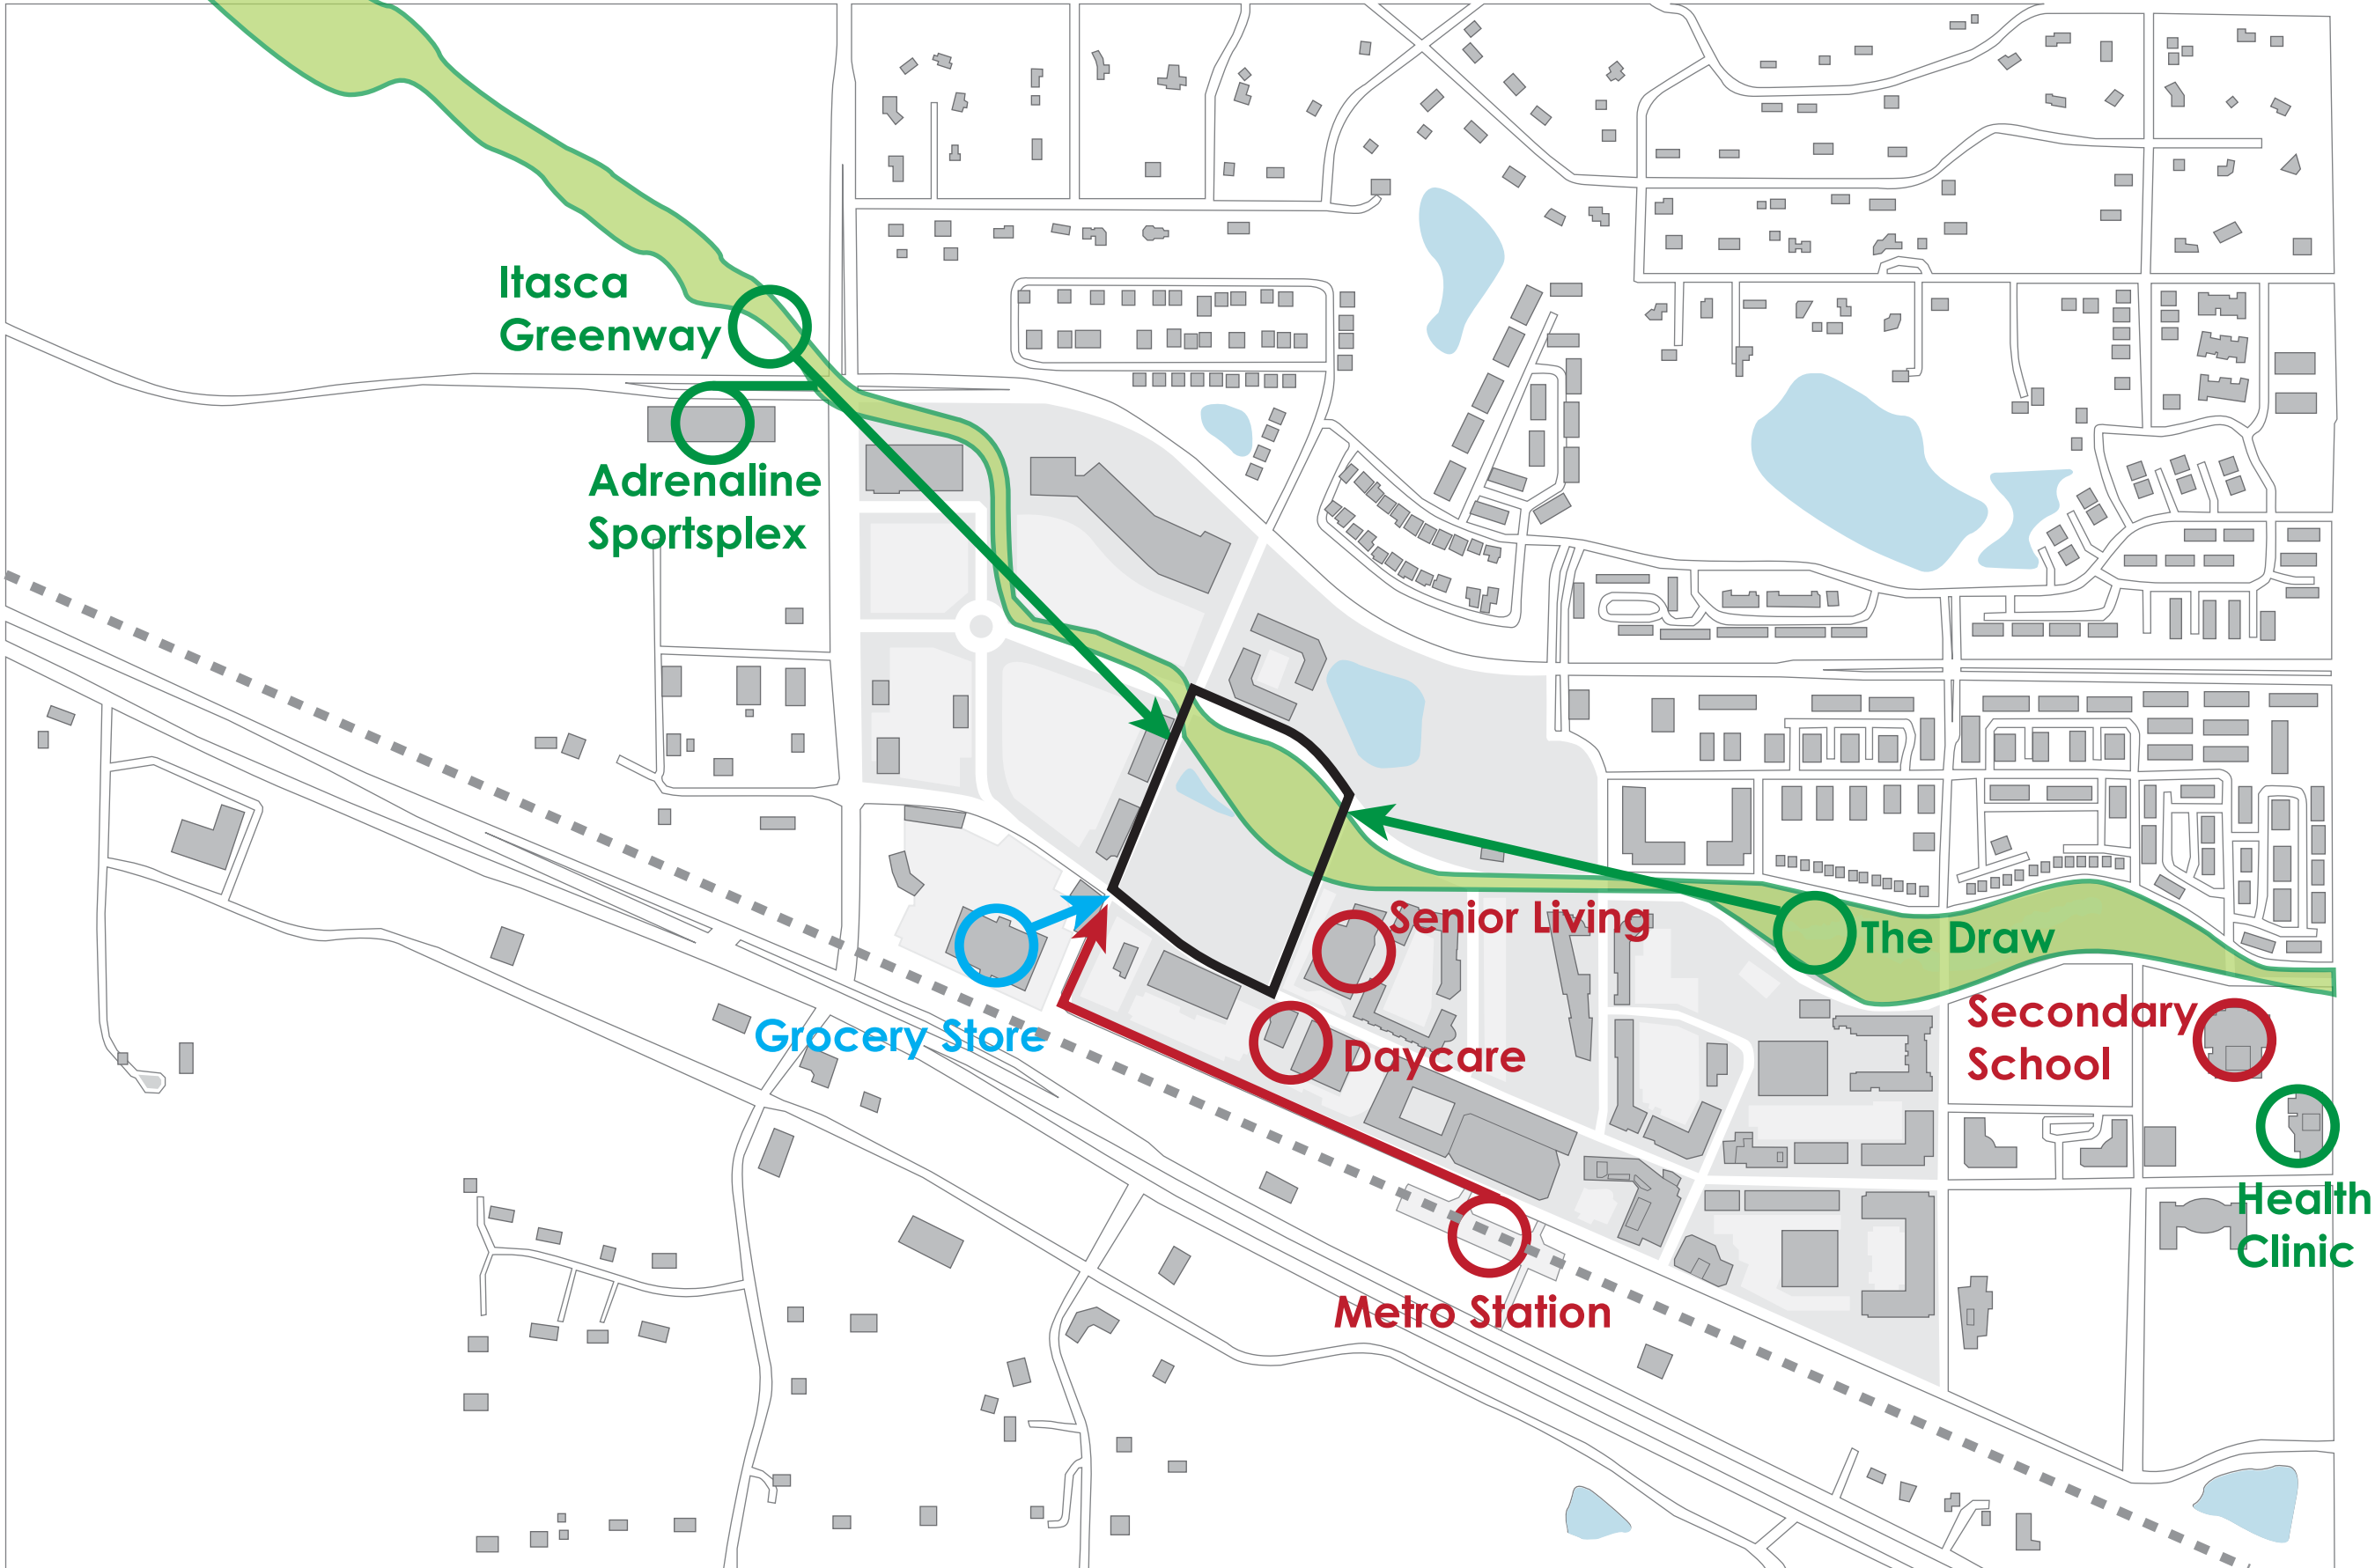 Itasca
Greenway
Adrenaline
Sportsplex
Senior Living
The Draw
Grocery Store
Daycare
Secondary
School
Health
Clinic
Metro Station